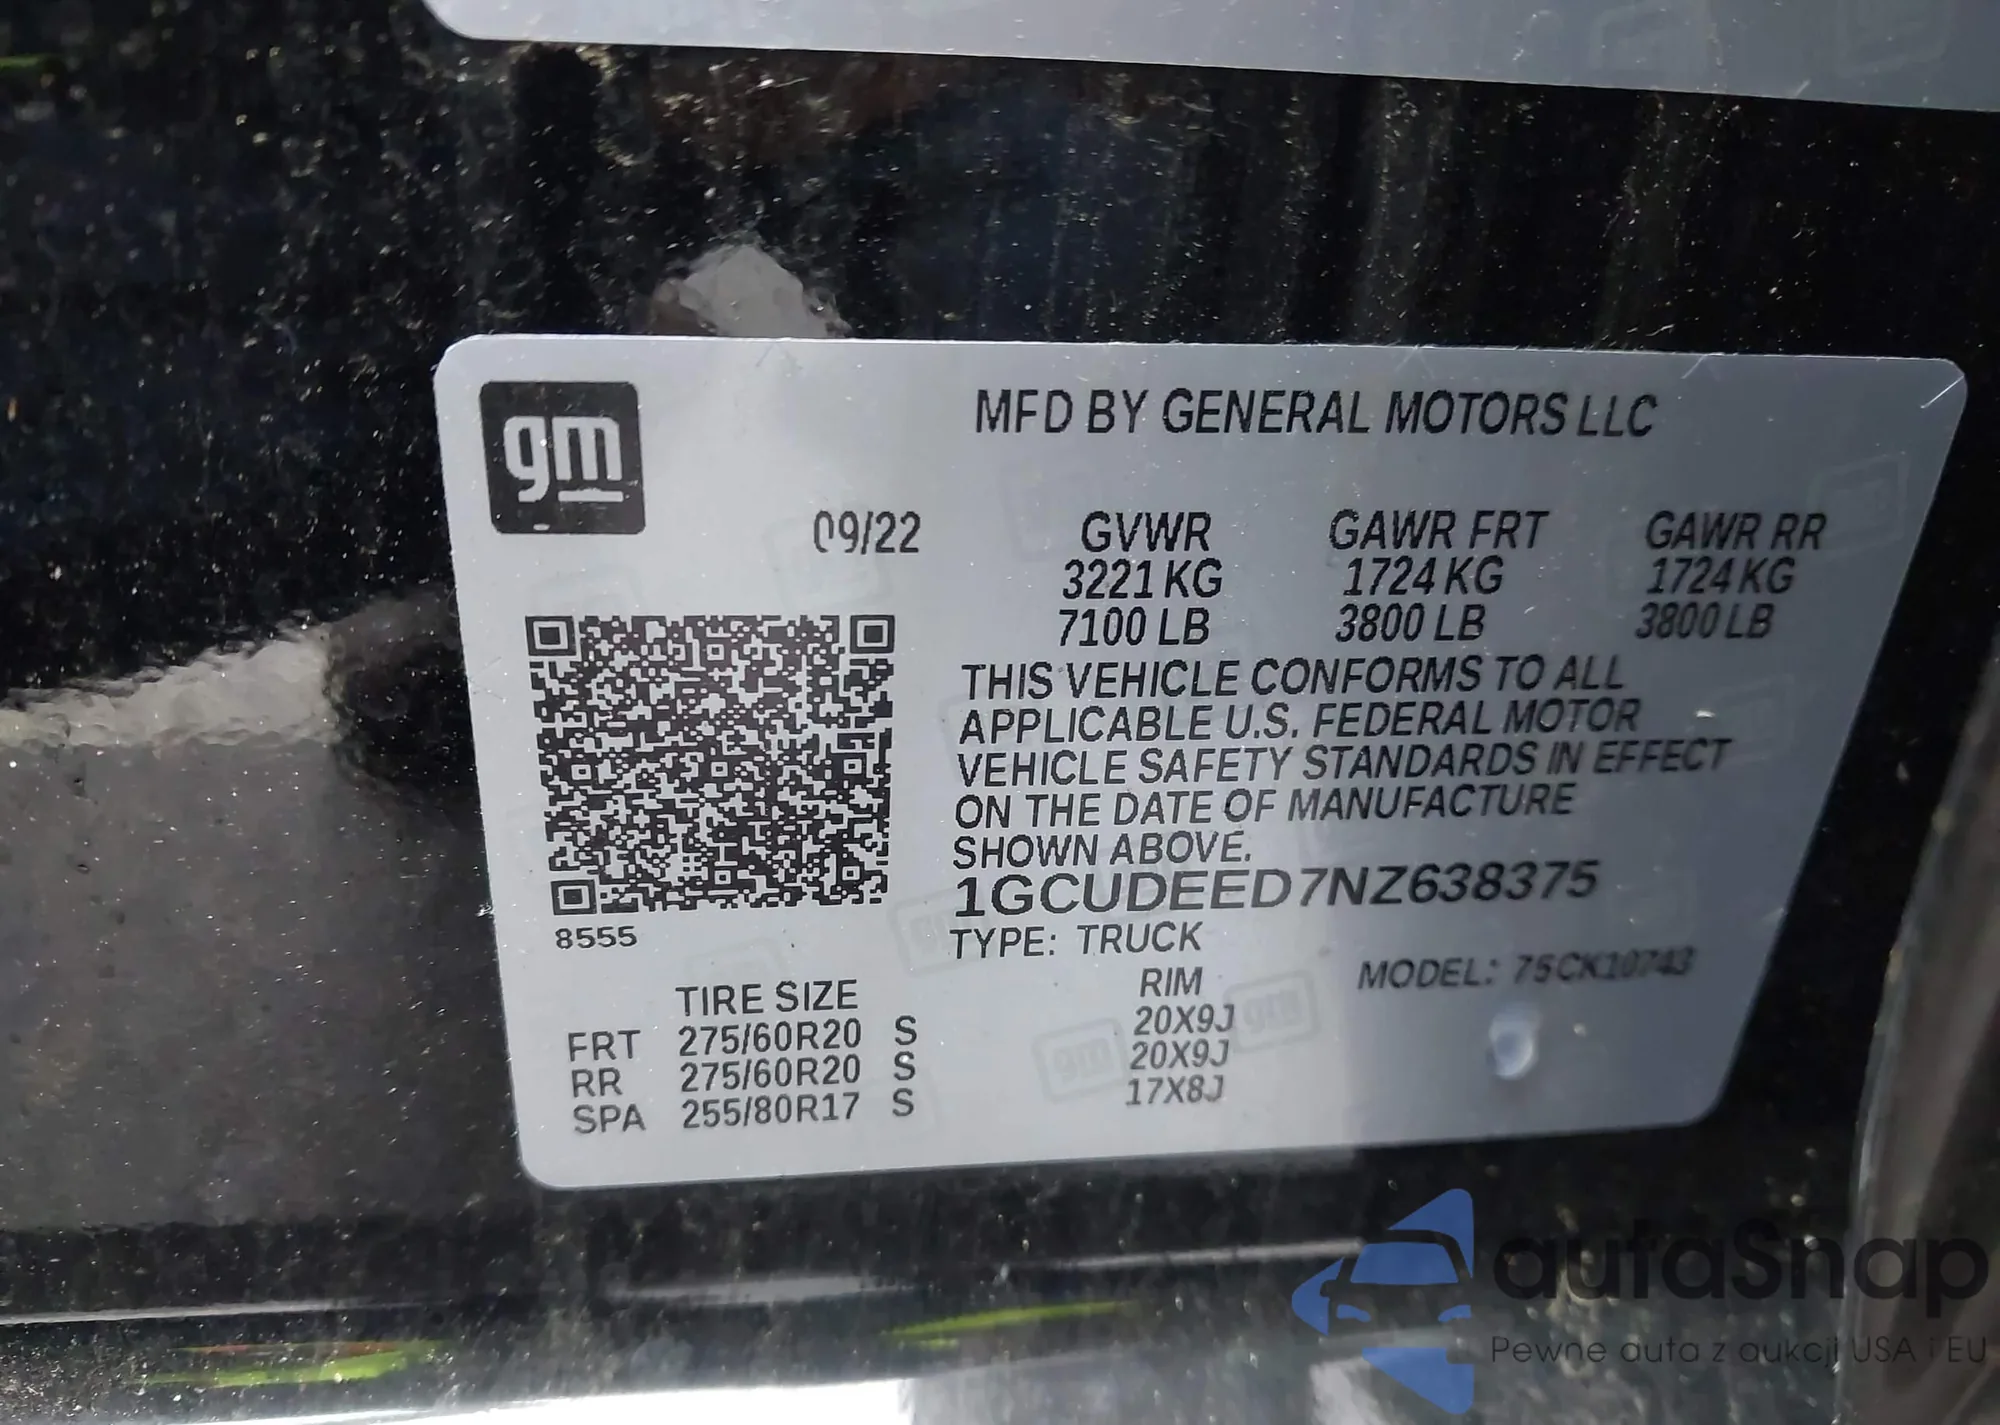 gm
MFD BY GENERAL MOTORS LLC
09/22 GVWR GAWR FRT GAWR RR
3221 KG 1724 KG 1724 KG
7100 LB 3800 LB 3800 LB
THIS VEHICLE CONFORMS TO ALL
APPLICABLE U.S. FEDERAL MOTOR
VEHICLE SAFETY STANDARDS IN EFFECT
ON THE DATE OF MANUFACTURE
SHOWN ABOVE.
1GCUDEED7NZ638375
8555
TYPE: TRUCK
MODEL: 75CK10743
TIRE SIZE RIM
FRT 275/60R20 S 20X9J
RR 275/60R20 S 20X9J
SPA 255/80R17 S 17X8J
autaSnap
Pewne auta z aukcji USA i EU